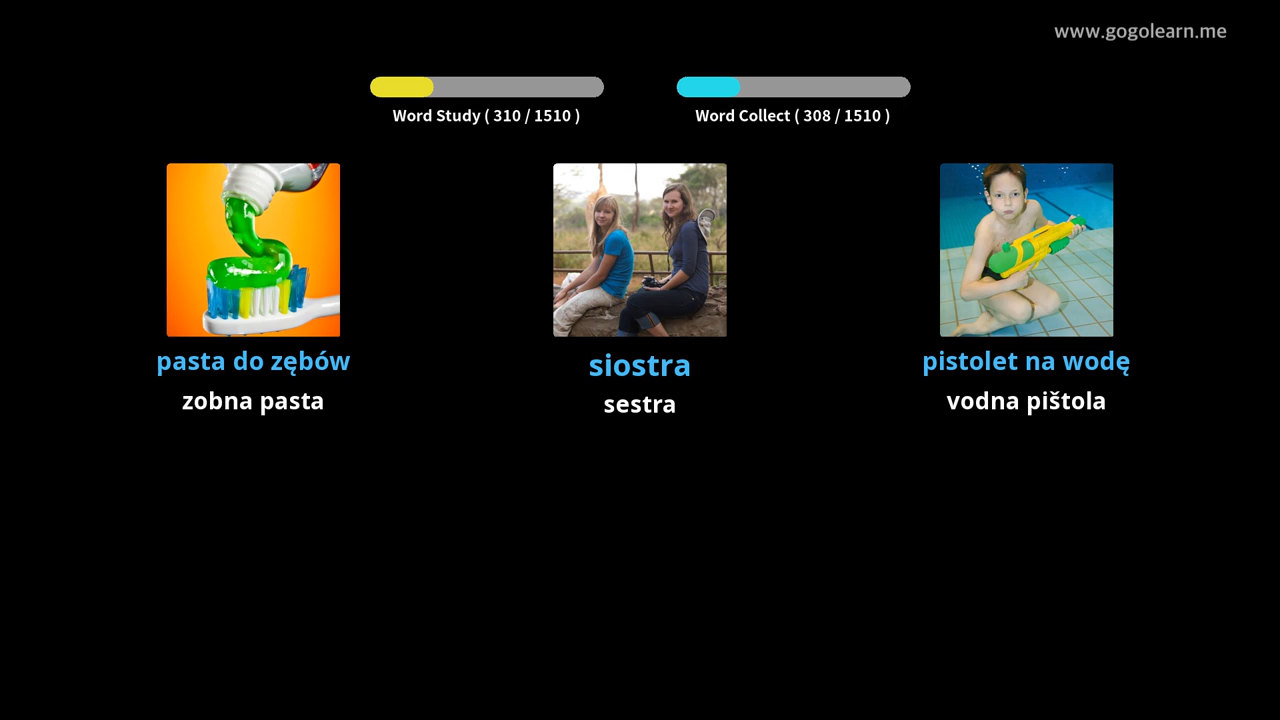 www.gogolearn.me
Word Study ( 310 / 1510 )
Word Collect ( 308 / 1510 )
pasta do zębów
siostra
pistolet na wodę
zobna pasta
sestra
vodna pištola